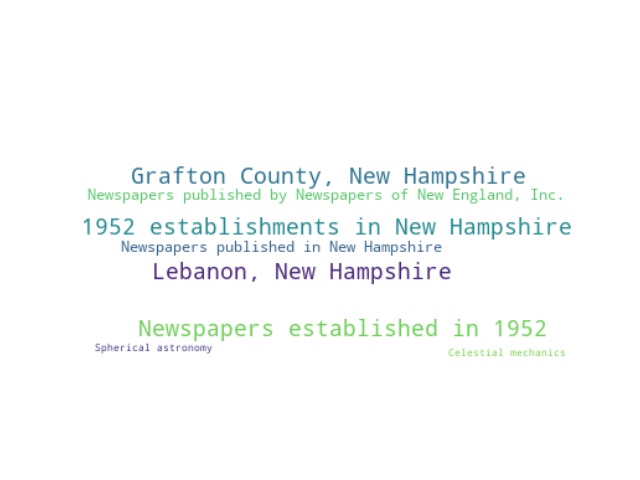 Grafton County, New Hampshire
Newspapers published by Newspapers of New England, Inc.
1952 establishments in New Hampshire
Newspapers published in New Hampshire
Lebanon, New Hampshire
Newspapers established in 1952
Spherical astronomy
Celestial mechanics